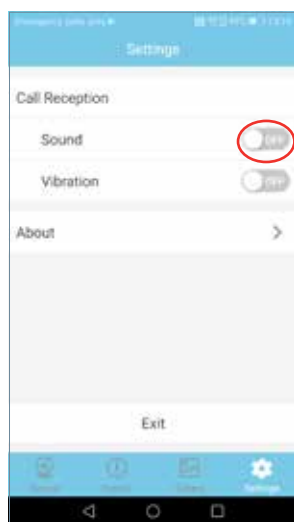 Settings
Call Reception
Sound OFF
Vibration OFF
About
Exit
Settings